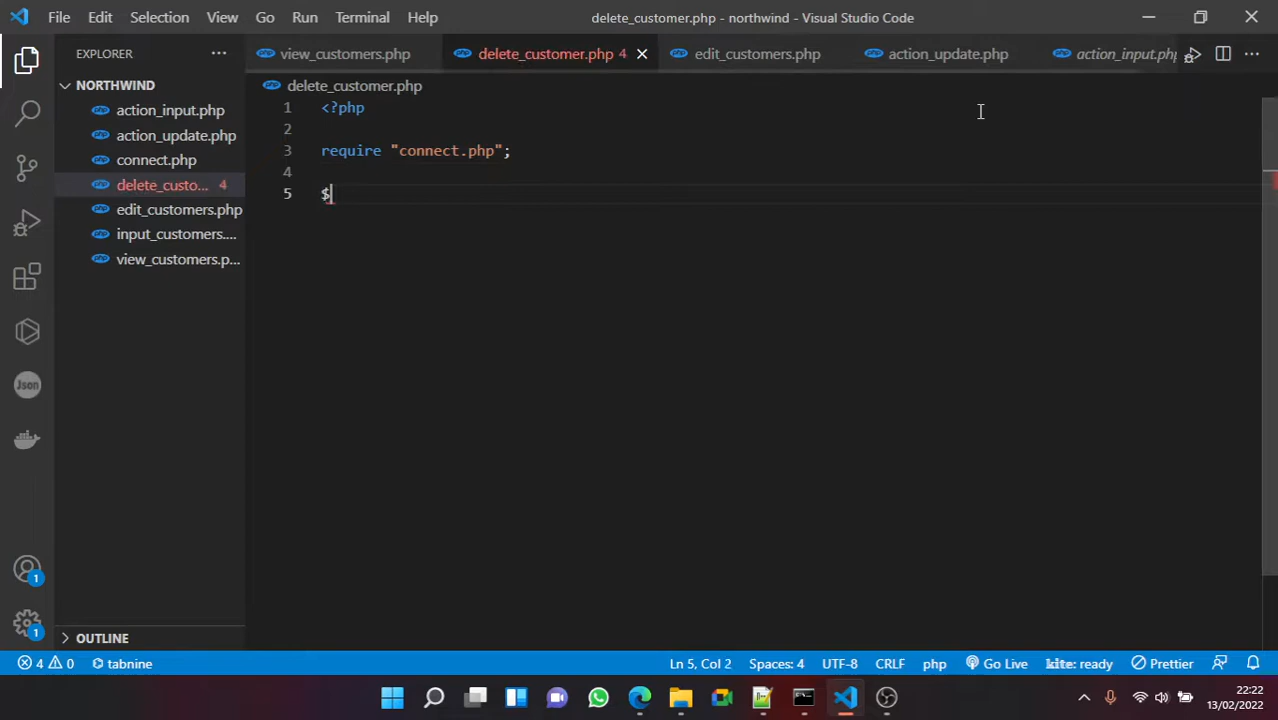 File Edit Selection View Go Run Terminal Help delete_customer.php - northwind - Visual Studio Code
EXPLORER ... view_customers.php delete_customer.php 4 edit_customers.php action_update.php action_input.php ...
NORTHWIND
delete_customer.php
action_input.php
action_update.php
connect.php
delete_custo... 4
edit_customers.php
input_customers....
view_customers.p...
1 <?php
2
3 require "connect.php";
4
5 $
Json
1
1
OUTLINE
4 0 tabnine Ln 5, Col 2 Spaces: 4 UTF-8 CRLF php Go Live kite: ready Prettier
22:22
13/02/2022